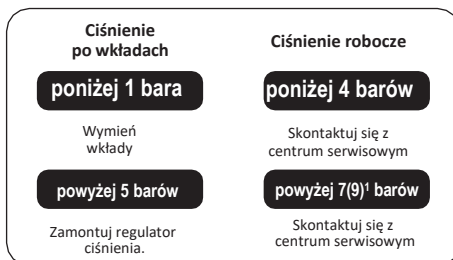 Ciśnienie
po wkładach
poniżej 1 bara
Wymień
wkłady
powyżej 5 barów
Zamontuj regulator
ciśnienia.
Ciśnienie robocze
poniżej 4 barów
Skontaktuj się z
centrum serwisowym
powyżej 7(9)¹ barów
Skontaktuj się z
centrum serwisowym